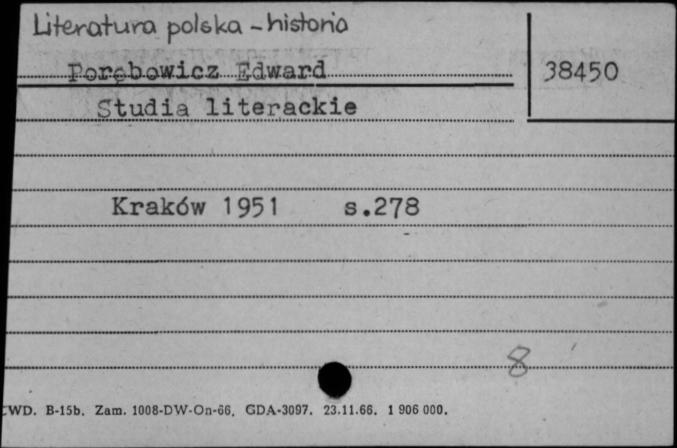 Literatura polska - historia
Porębowicz Edward
38450
Studia literackie
Kraków 1951 s.278
8
CWD. B-15b. Zam. 1008-DW-On-66. GDA-3097. 23.11.66. 1 906 000.